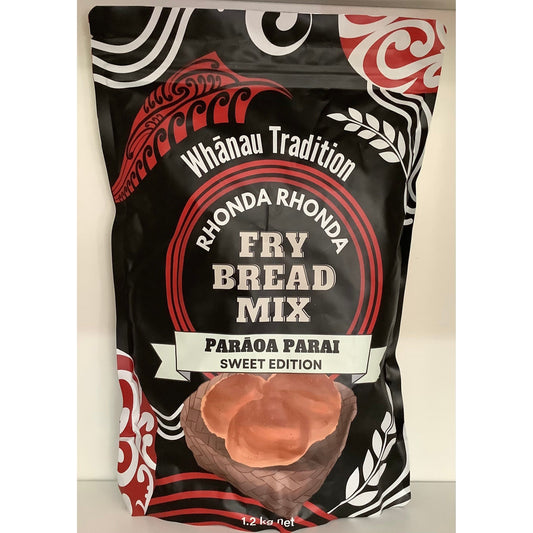 Whānau Tradition
RHONDA RHONDA
FRY
BREAD
MIX
PARĀOA PARAI
SWEET EDITION
1.2 kg net